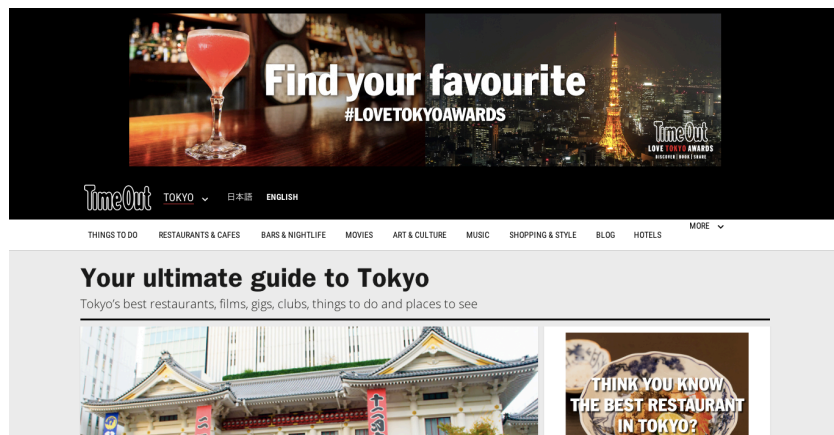 Find your favourite
#LOVETOKYOAWARDS
TimeOut
LOVE TOKYO AWARDS
DISCOVER | BOOK | SHARE
TimeOut TOKYO 日本語 ENGLISH
THINGS TO DO RESTAURANTS & CAFES BARS & NIGHTLIFE MOVIES ART & CULTURE MUSIC SHOPPING & STYLE BLOG HOTELS MORE
Your ultimate guide to Tokyo
Tokyo's best restaurants, films, gigs, clubs, things to do and places to see
THINK YOU KNOW
THE BEST RESTAURANT
IN TOKYO?